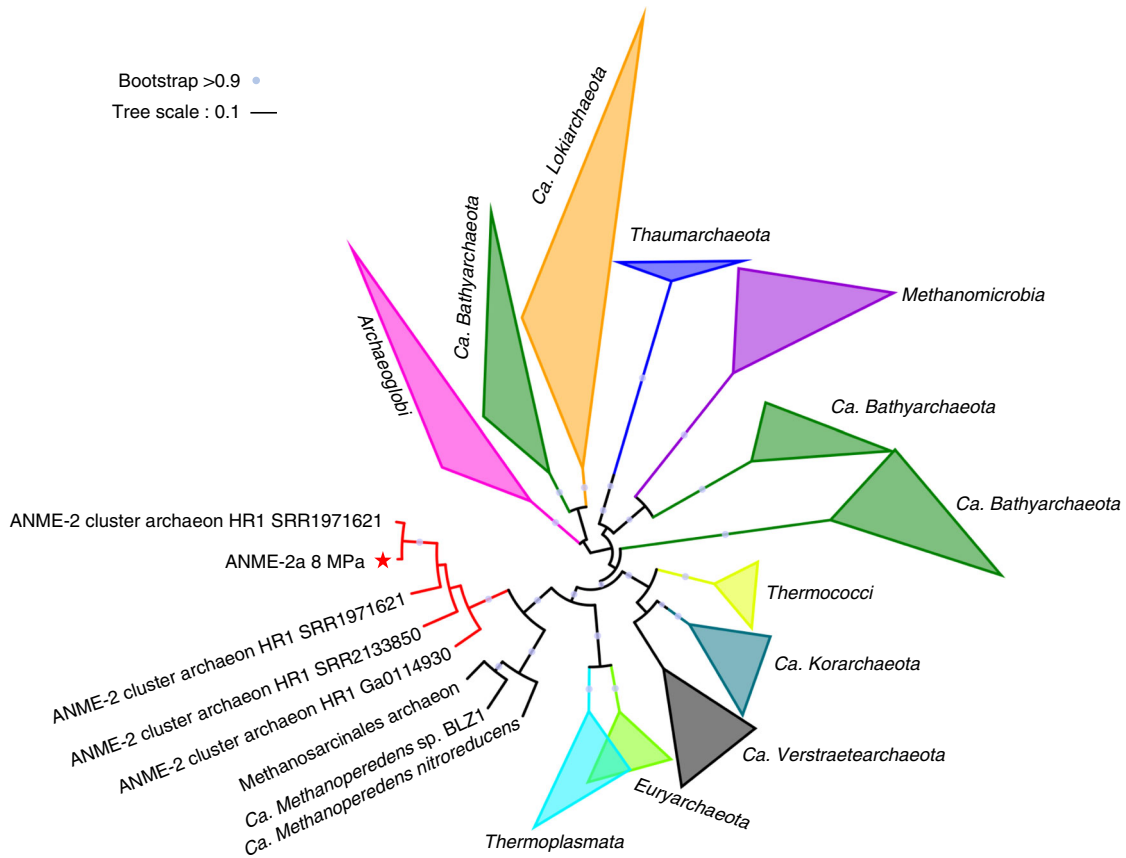 Bootstrap >0.9
Tree scale : 0.1
Ca. Lokiarchaeota
Ca. Bathyarchaeota
Archaeoglobi
Thaumarchaeota
Methanomicrobia
Ca. Bathyarchaeota
Ca. Bathyarchaeota
Thermococci
Ca. Korarchaeota
Ca. Verstraetearchaeota
Euryarchaeota
Thermoplasmata
ANME-2 cluster archaeon HR1 SRR1971621
ANME-2a 8 MPa
ANME-2 cluster archaeon HR1 SRR1971621
ANME-2 cluster archaeon HR1 SRR2133850
ANME-2 cluster archaeon HR1 Ga0114930
Methanosarcinales archaeon
Ca. Methanoperedens sp. BLZ1
Ca. Methanoperedens nitroreducens